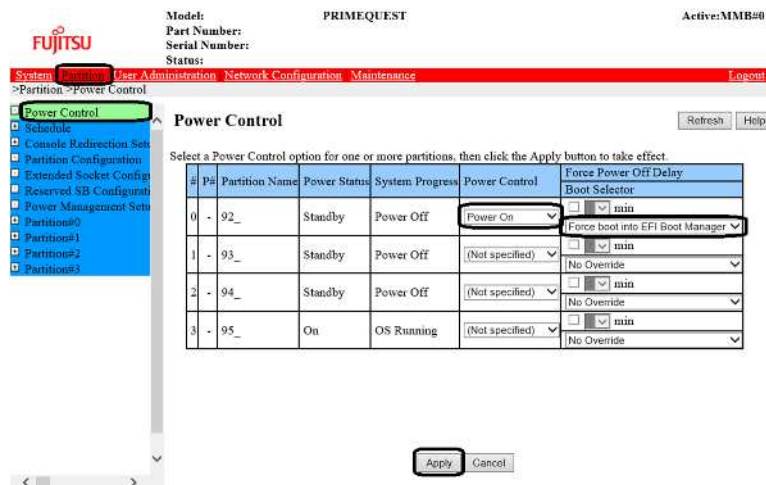 FUJITSU
Model: PRIMEQUEST Active:MMB#0
Part Number:
Serial Number:
Status:
System Partition User Administration Network Configuration Maintenance Logout
>Partition >Power Control
Power Control
Schedule
Console Redirection Setu
Partition Configuration
Extended Socket Configu
Reserved SB Configurati
Power Management Setu
Partition#0
Partition#1
Partition#2
Partition#3
Power Control Refresh Help
Select a Power Control option for one or more partitions, then click the Apply button to take effect.
# P# Partition Name Power Status System Progress Power Control Force Power Off Delay
Boot Selector
0 - 92_ Standby Power Off Power On min
Force boot into EFI Boot Manager
1 - 93_ Standby Power Off (Not specified) min
No Override
2 - 94_ Standby Power Off (Not specified) min
No Override
3 - 95_ On OS Running (Not specified) min
No Override
Apply Cancel